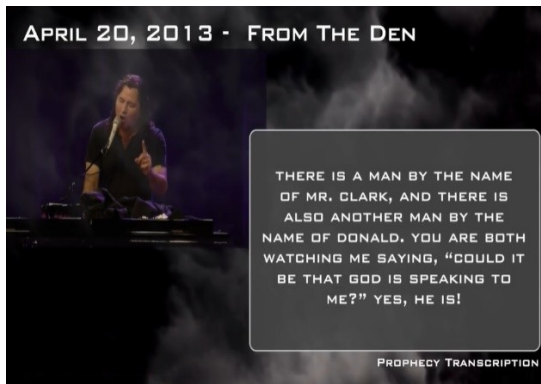 APRIL 20, 2013 - FROM THE DEN
THERE IS A MAN BY THE NAME
OF MR. CLARK, AND THERE IS
ALSO ANOTHER MAN BY THE
NAME OF DONALD. YOU ARE BOTH
WATCHING ME SAYING, “COULD IT
BE THAT GOD IS SPEAKING TO
ME?” YES, HE IS!
PROPHECY TRANSCRIPTION